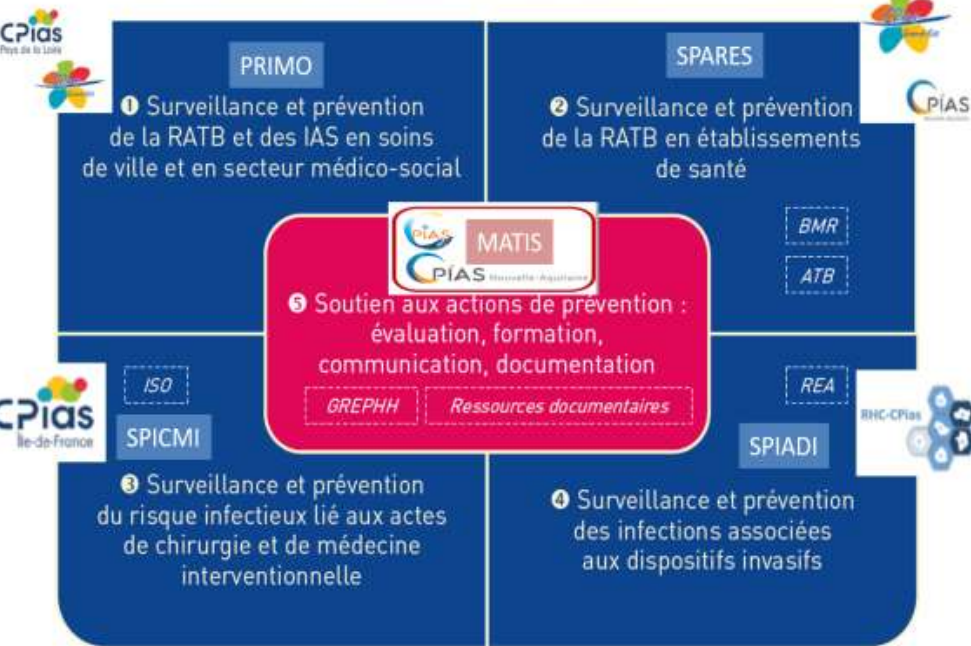 CPias
Pays de la Loire
PRIMO
❶ Surveillance et prévention
de la RATB et des IAS en soins
de ville et en secteur médico-social
SPARES
❷ Surveillance et prévention
de la RATB en établissements
de santé
CPÍAS
BMR
ATB
CPIAS
MATIS
CPÍAS Nouvelle-Aquitaine
❺ Soutien aux actions de prévention :
évaluation, formation,
communication, documentation
GREPHH
Ressources documentaires
CPias
Île-de-France
ISO
SPICMI
❸ Surveillance et prévention
du risque infectieux lié aux actes
de chirurgie et de médecine
interventionnelle
REA
RHC-CPias
SPIADI
❹ Surveillance et prévention
des infections associées
aux dispositifs invasifs